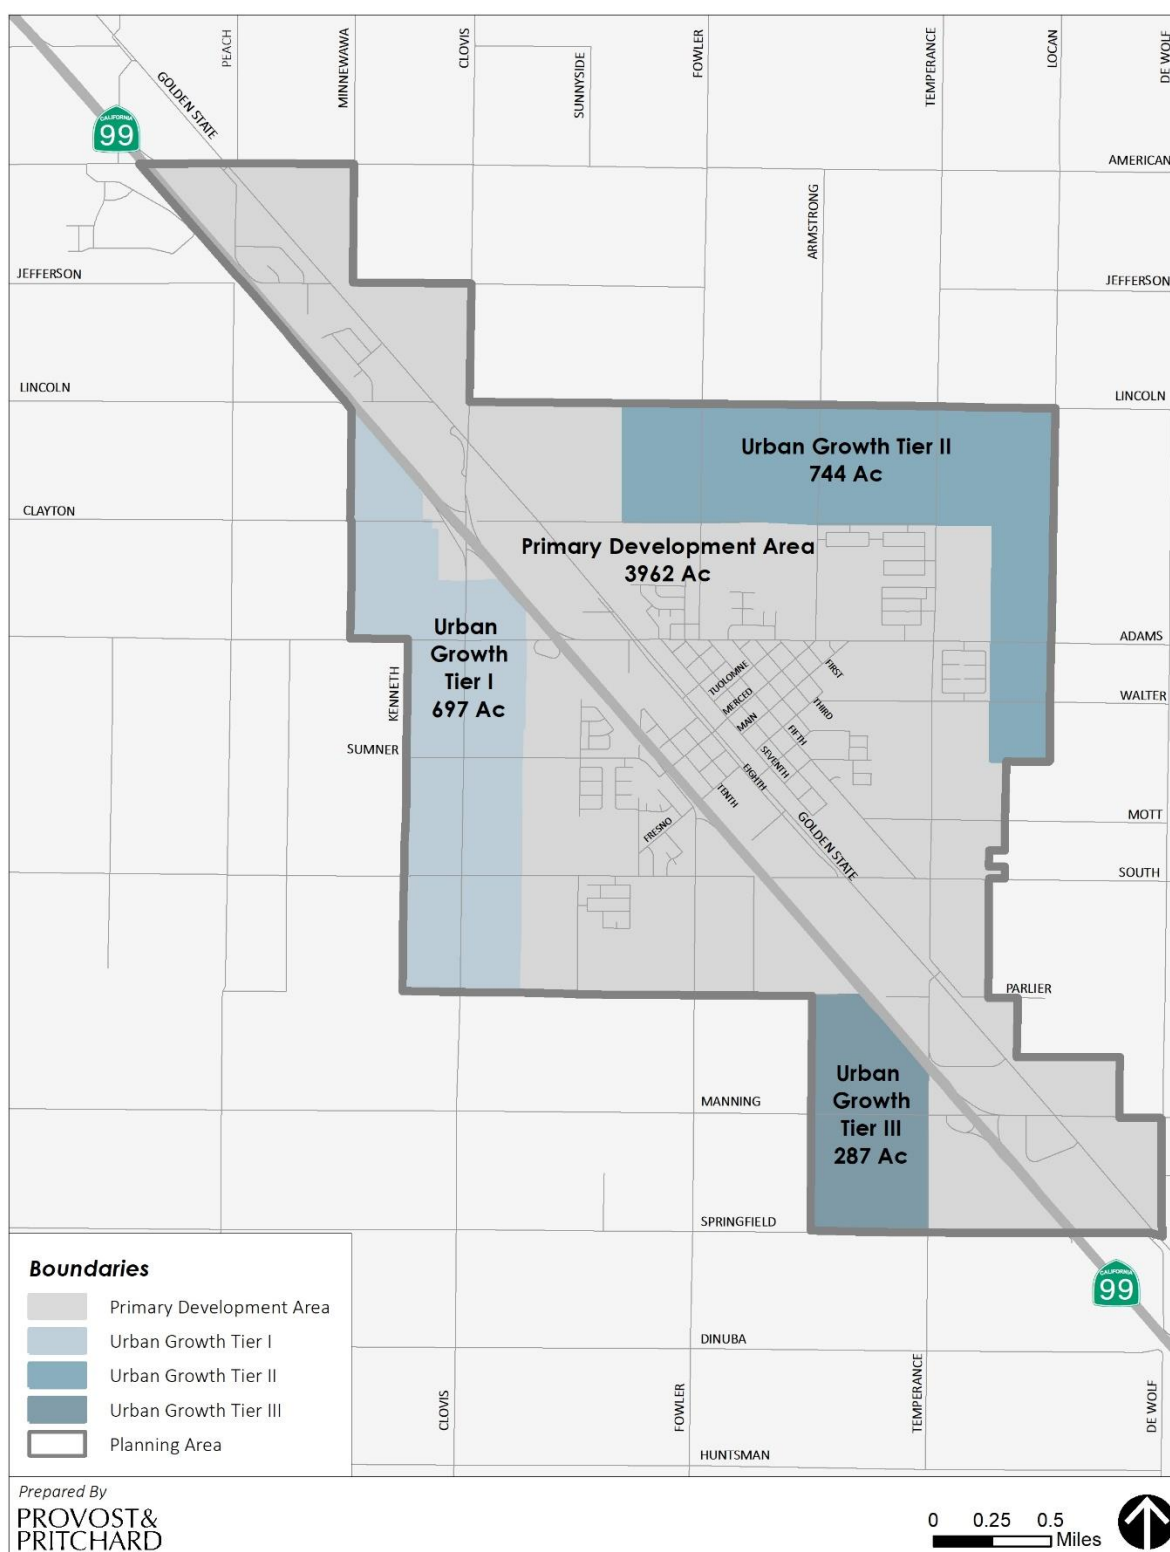 PEACH
MINNEWAWA
CLOVIS
SUNNYSIDE
FOWLER
TEMPERANCE
LOCAN
DE WOLF
GOLDEN STATE
CALIFORNIA
99
AMERICAN
ARMSTRONG
JEFFERSON
JEFFERSON
LINCOLN
LINCOLN
Urban Growth Tier II
744 Ac
CLAYTON
Primary Development Area
3962 Ac
Urban
Growth
Tier I
697 Ac
ADAMS
KENNETH
TUOLOMNE
MERCED
MAIN
FIRST
THIRD
FIFTH
SEVENTH
EIGHTH
TENTH
FRESNO
WALTER
SUMNER
MOTT
GOLDEN STATE
SOUTH
PARLIER
Urban
Growth
Tier III
287 Ac
MANNING
SPRINGFIELD
CALIFORNIA
99
DINUBA
CLOVIS
FOWLER
TEMPERANCE
DE WOLF
HUNTSMAN
Boundaries
Primary Development Area
Urban Growth Tier I
Urban Growth Tier II
Urban Growth Tier III
Planning Area
Prepared By
PROVOST&
PRITCHARD
0 0.25 0.5
Miles